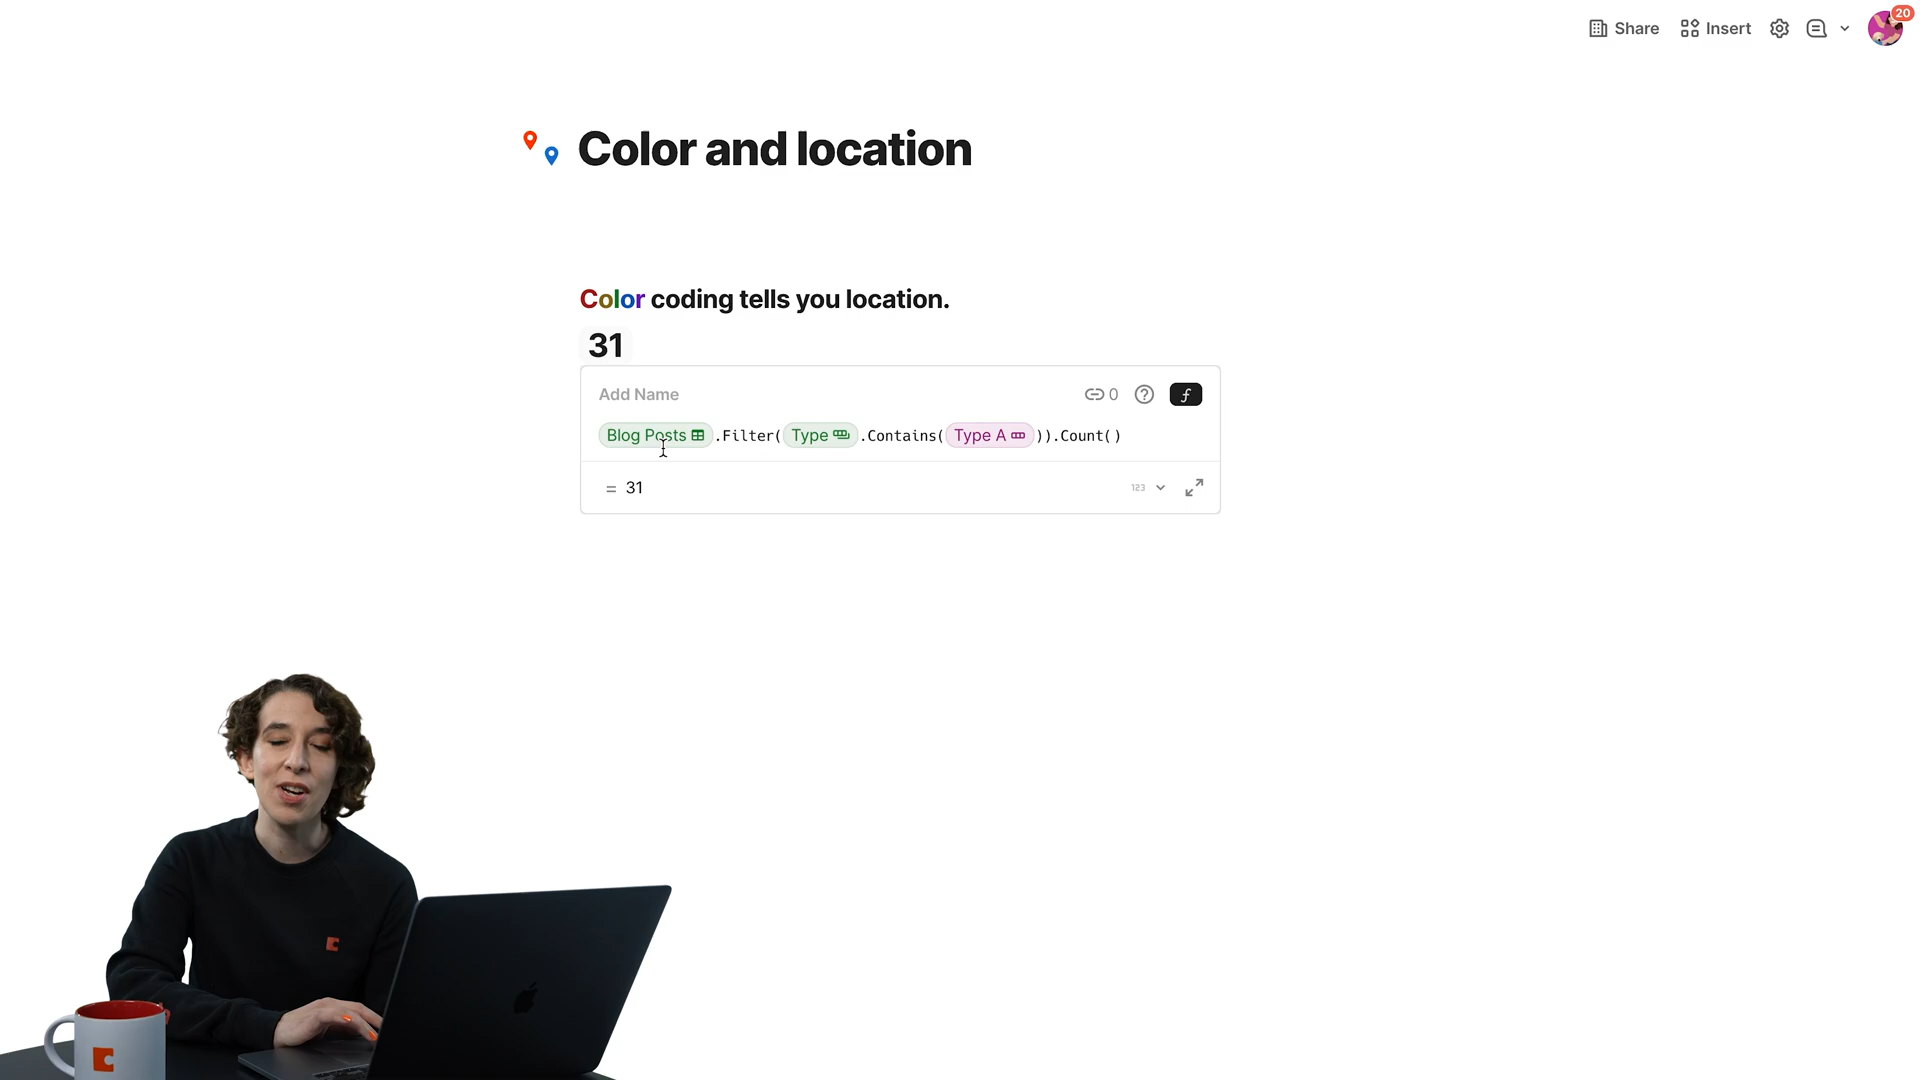 Share Insert 20
Color and location
Color coding tells you location.
31
Add Name 0 ?
Blog Posts .Filter( Type .Contains( Type A )).Count()
= 31 123